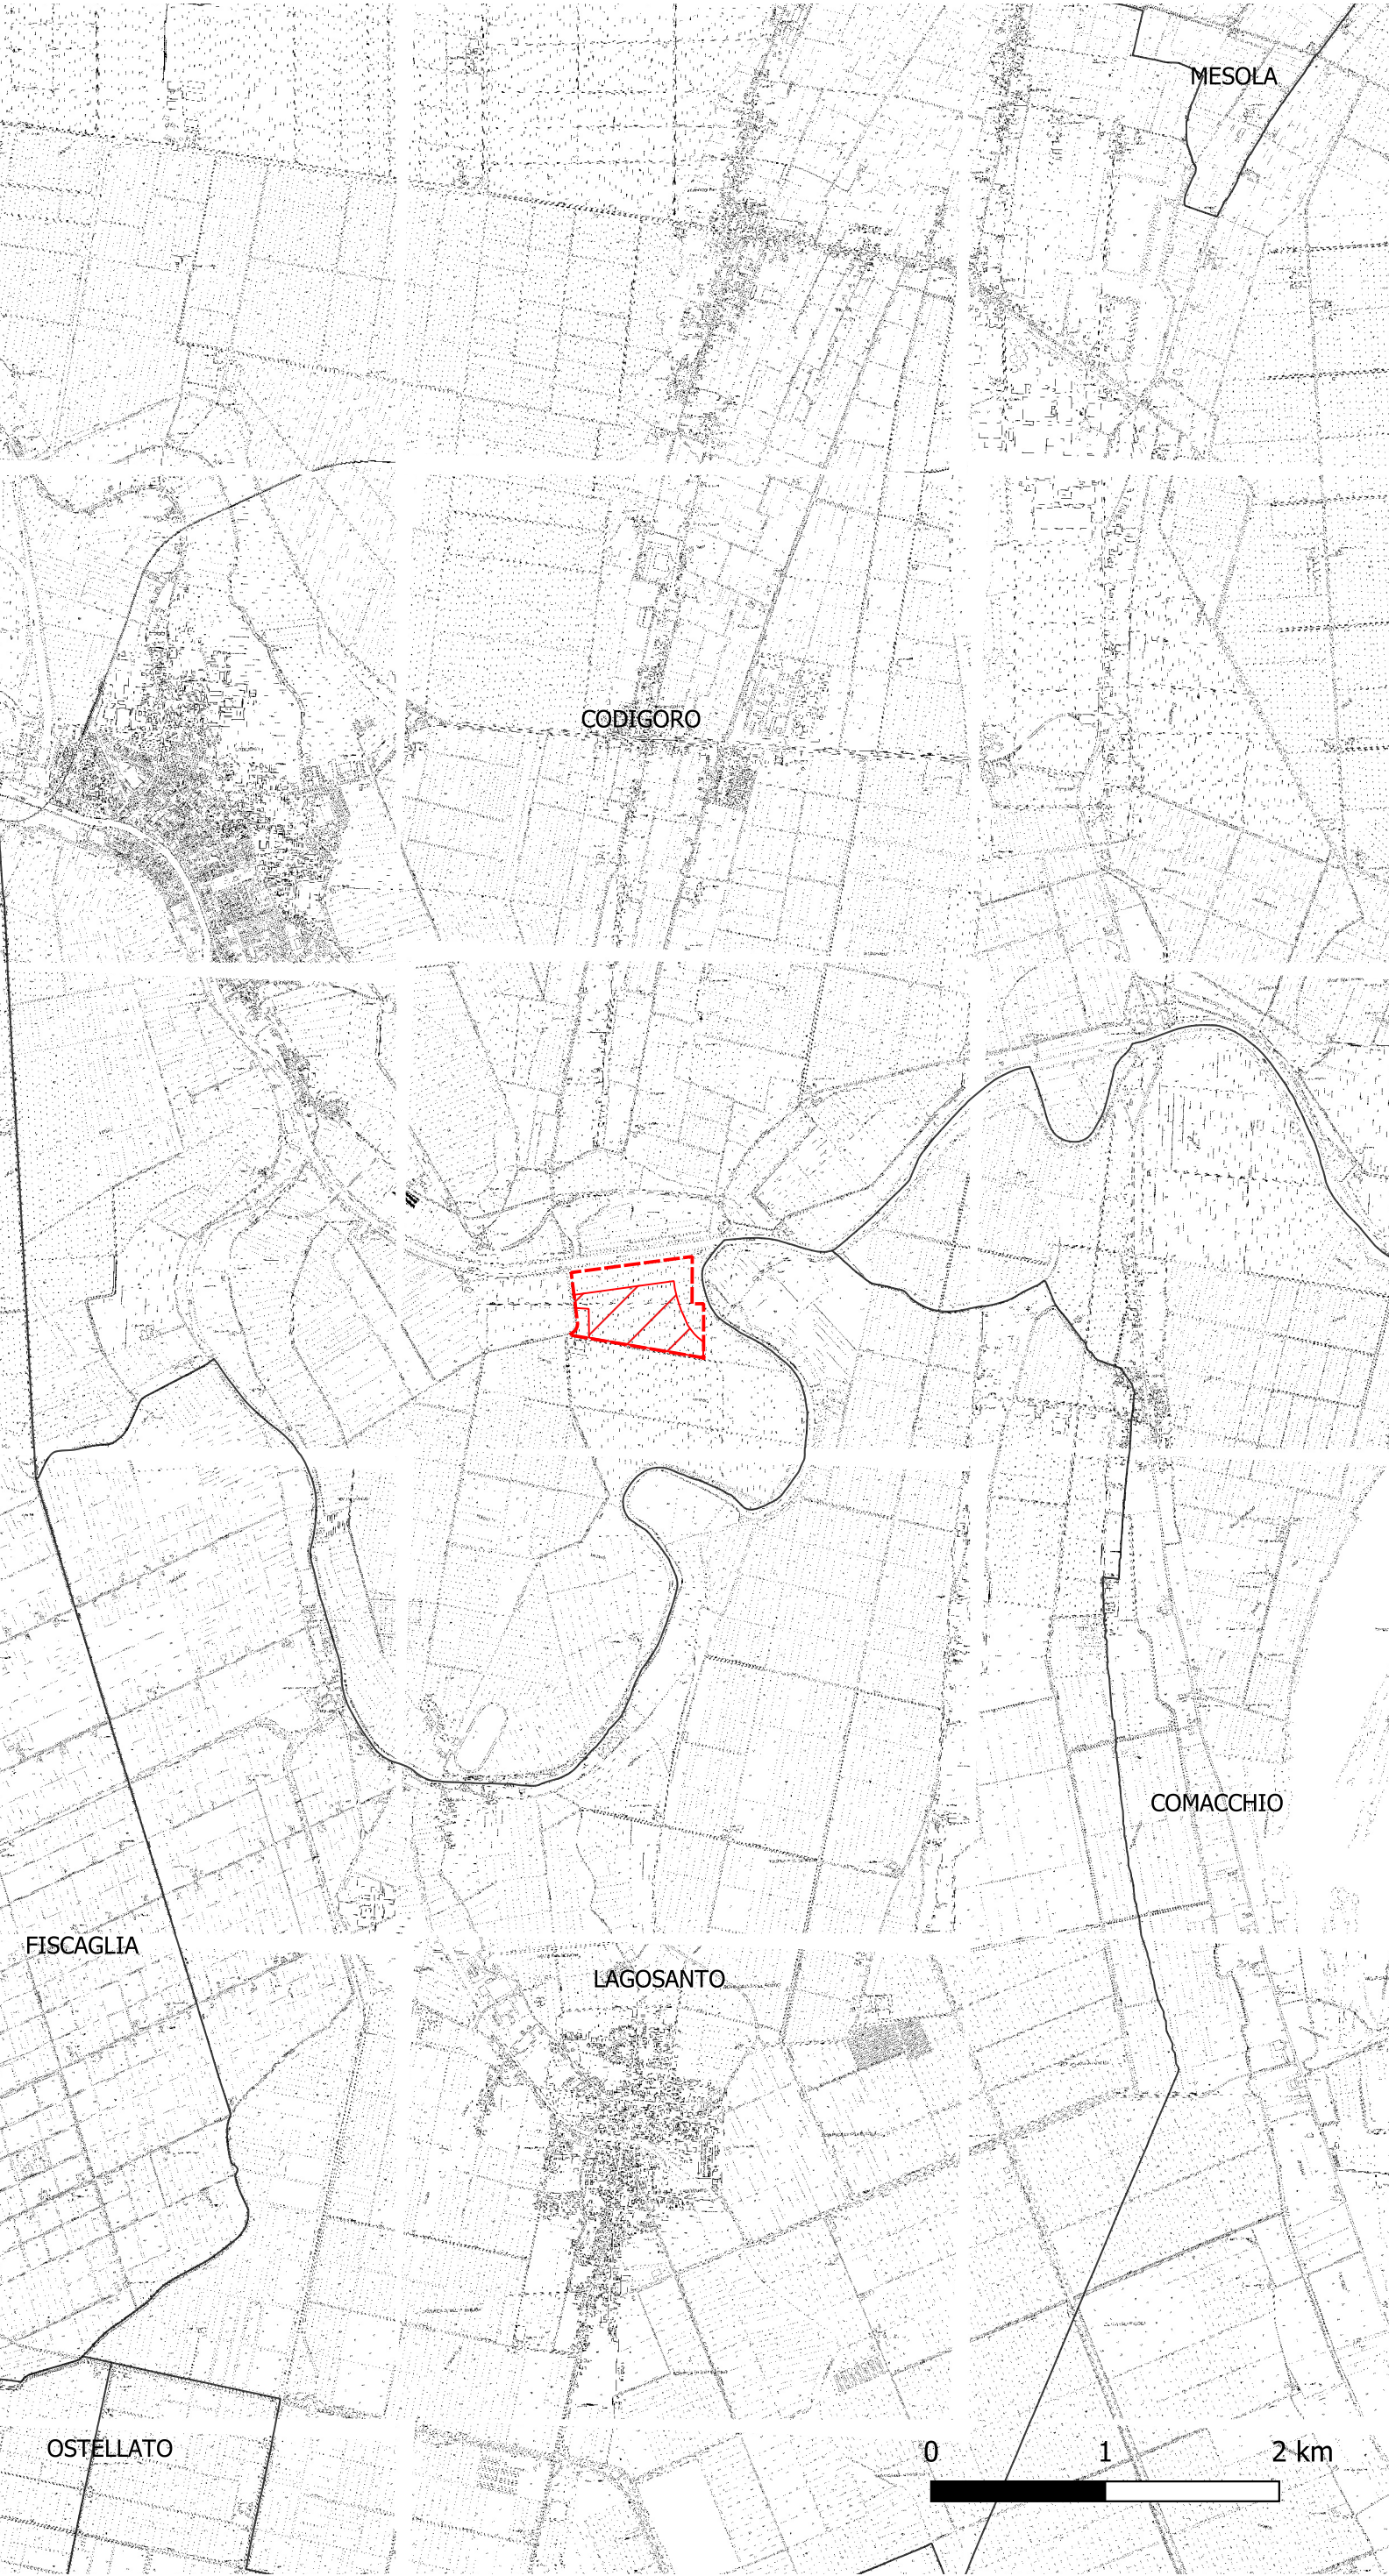 MESOLA
CODIGORO
COMACCHIO
FISCAGLIA
LAGOSANTO
OSTELLATO
0 1 2 km